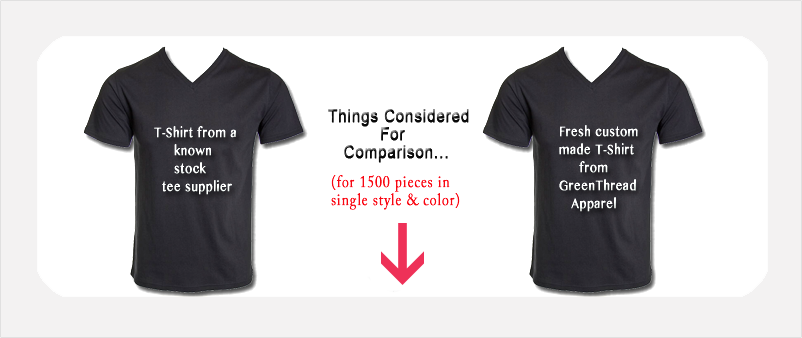 T-Shirt from a
known
stock
tee supplier
Things Considered
For
Comparison...
(for 1500 pieces in
single style & color)
Fresh custom
made T-Shirt
from
GreenThread
Apparel